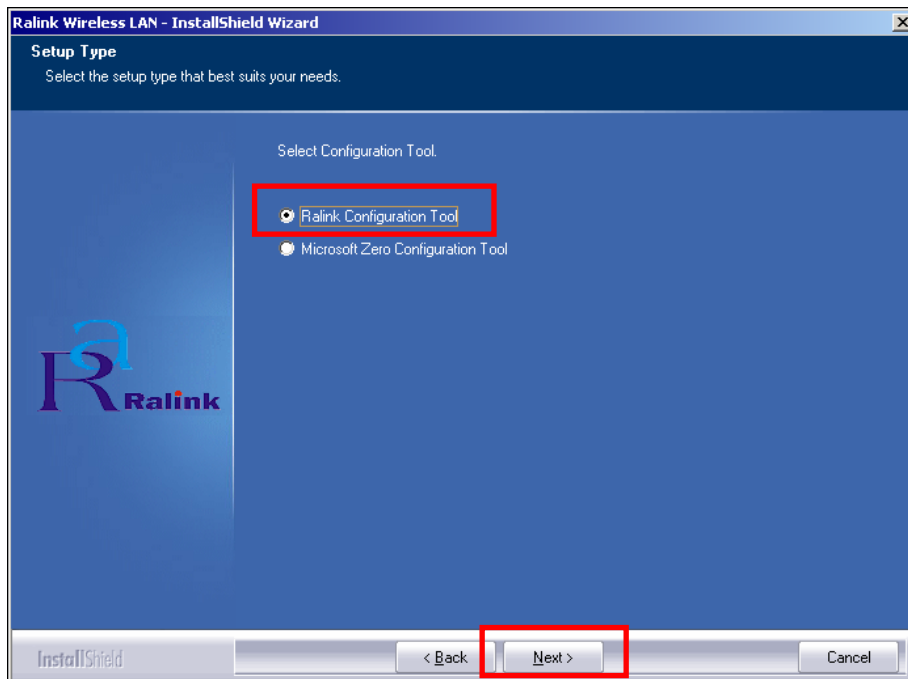 Ralink Wireless LAN - InstallShield Wizard
Setup Type
Select the setup type that best suits your needs.
Select Configuration Tool.
Ralink Configuration Tool
Microsoft Zero Configuration Tool
Ra
Ralink
InstallShield
< Back
Next >
Cancel